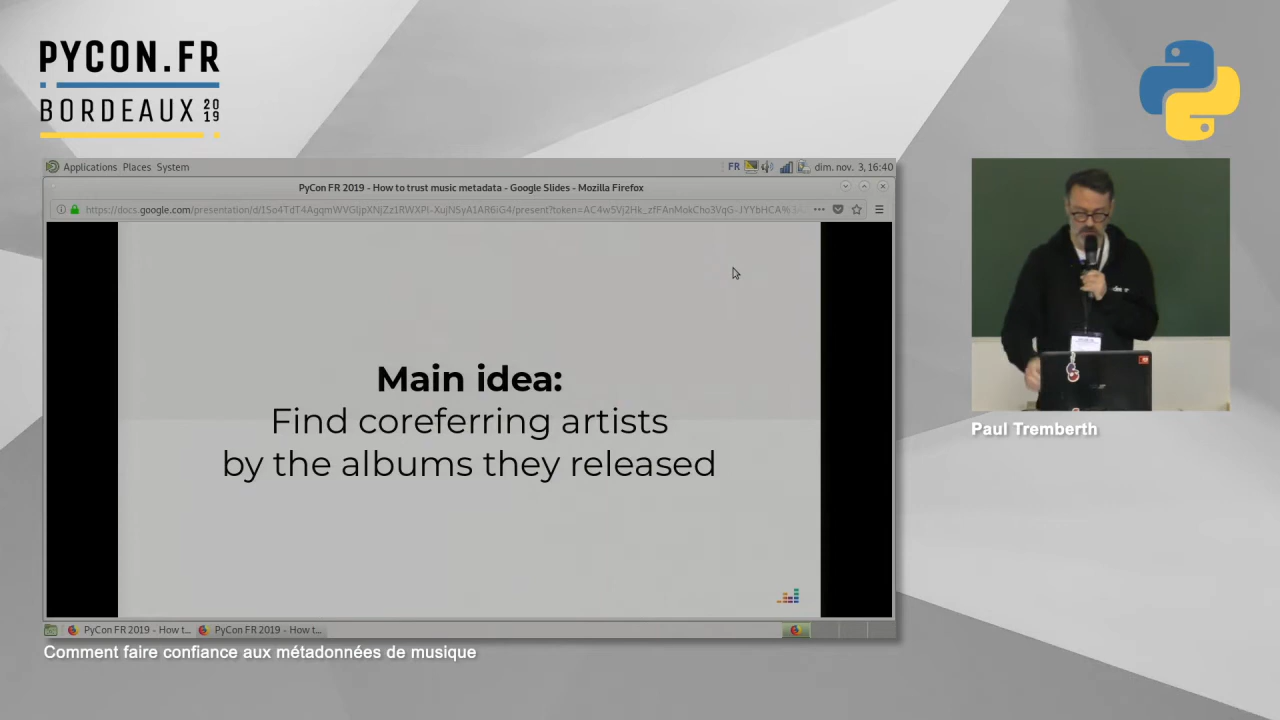 PYCON.FR
BORDEAUX 20
19
Applications Places System
FR
dim. nov. 3, 16:40
PyCon FR 2019 - How to trust music metadata - Google Slides - Mozilla Firefox
Main idea:
Find coreferring artists
by the albums they released
PyCon FR 2019 - How t...
PyCon FR 2019 - How t...
Comment faire confiance aux métadonnées de musique
Paul Tremberth